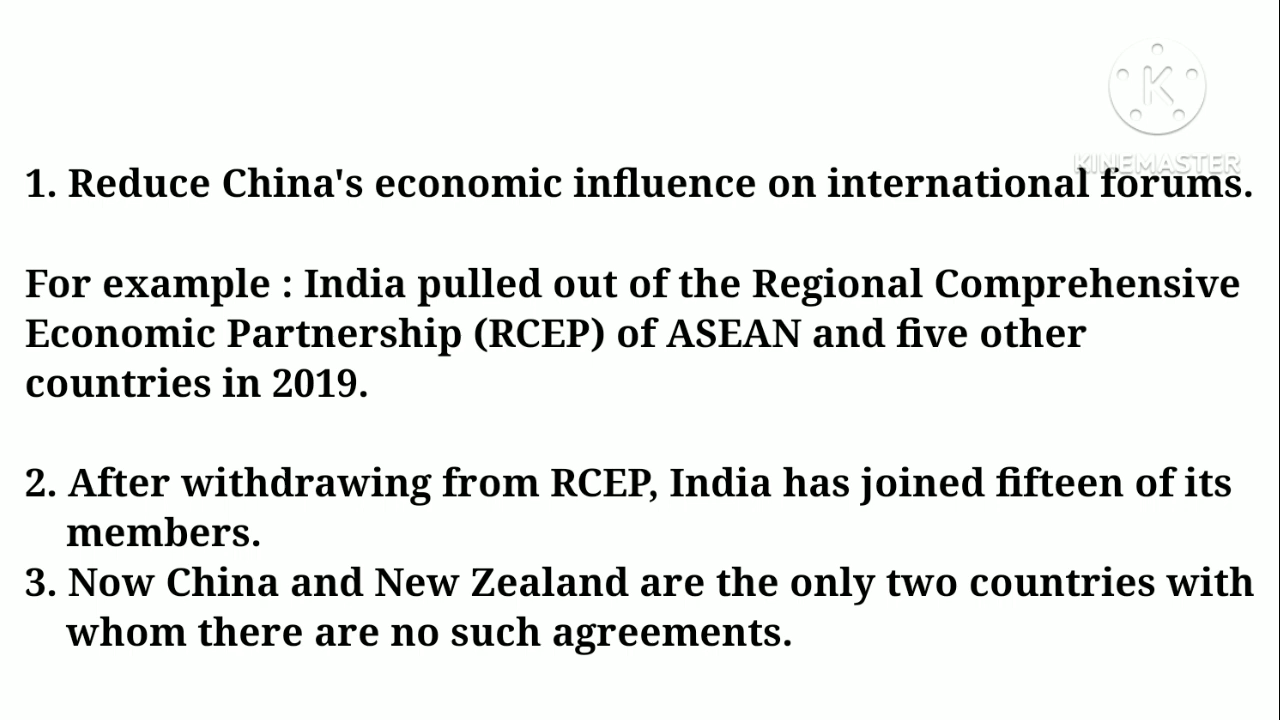 K
KINEMASTER
1. Reduce China's economic influence on international forums.
For example : India pulled out of the Regional Comprehensive
Economic Partnership (RCEP) of ASEAN and five other
countries in 2019.
2. After withdrawing from RCEP, India has joined fifteen of its
members.
3. Now China and New Zealand are the only two countries with
whom there are no such agreements.